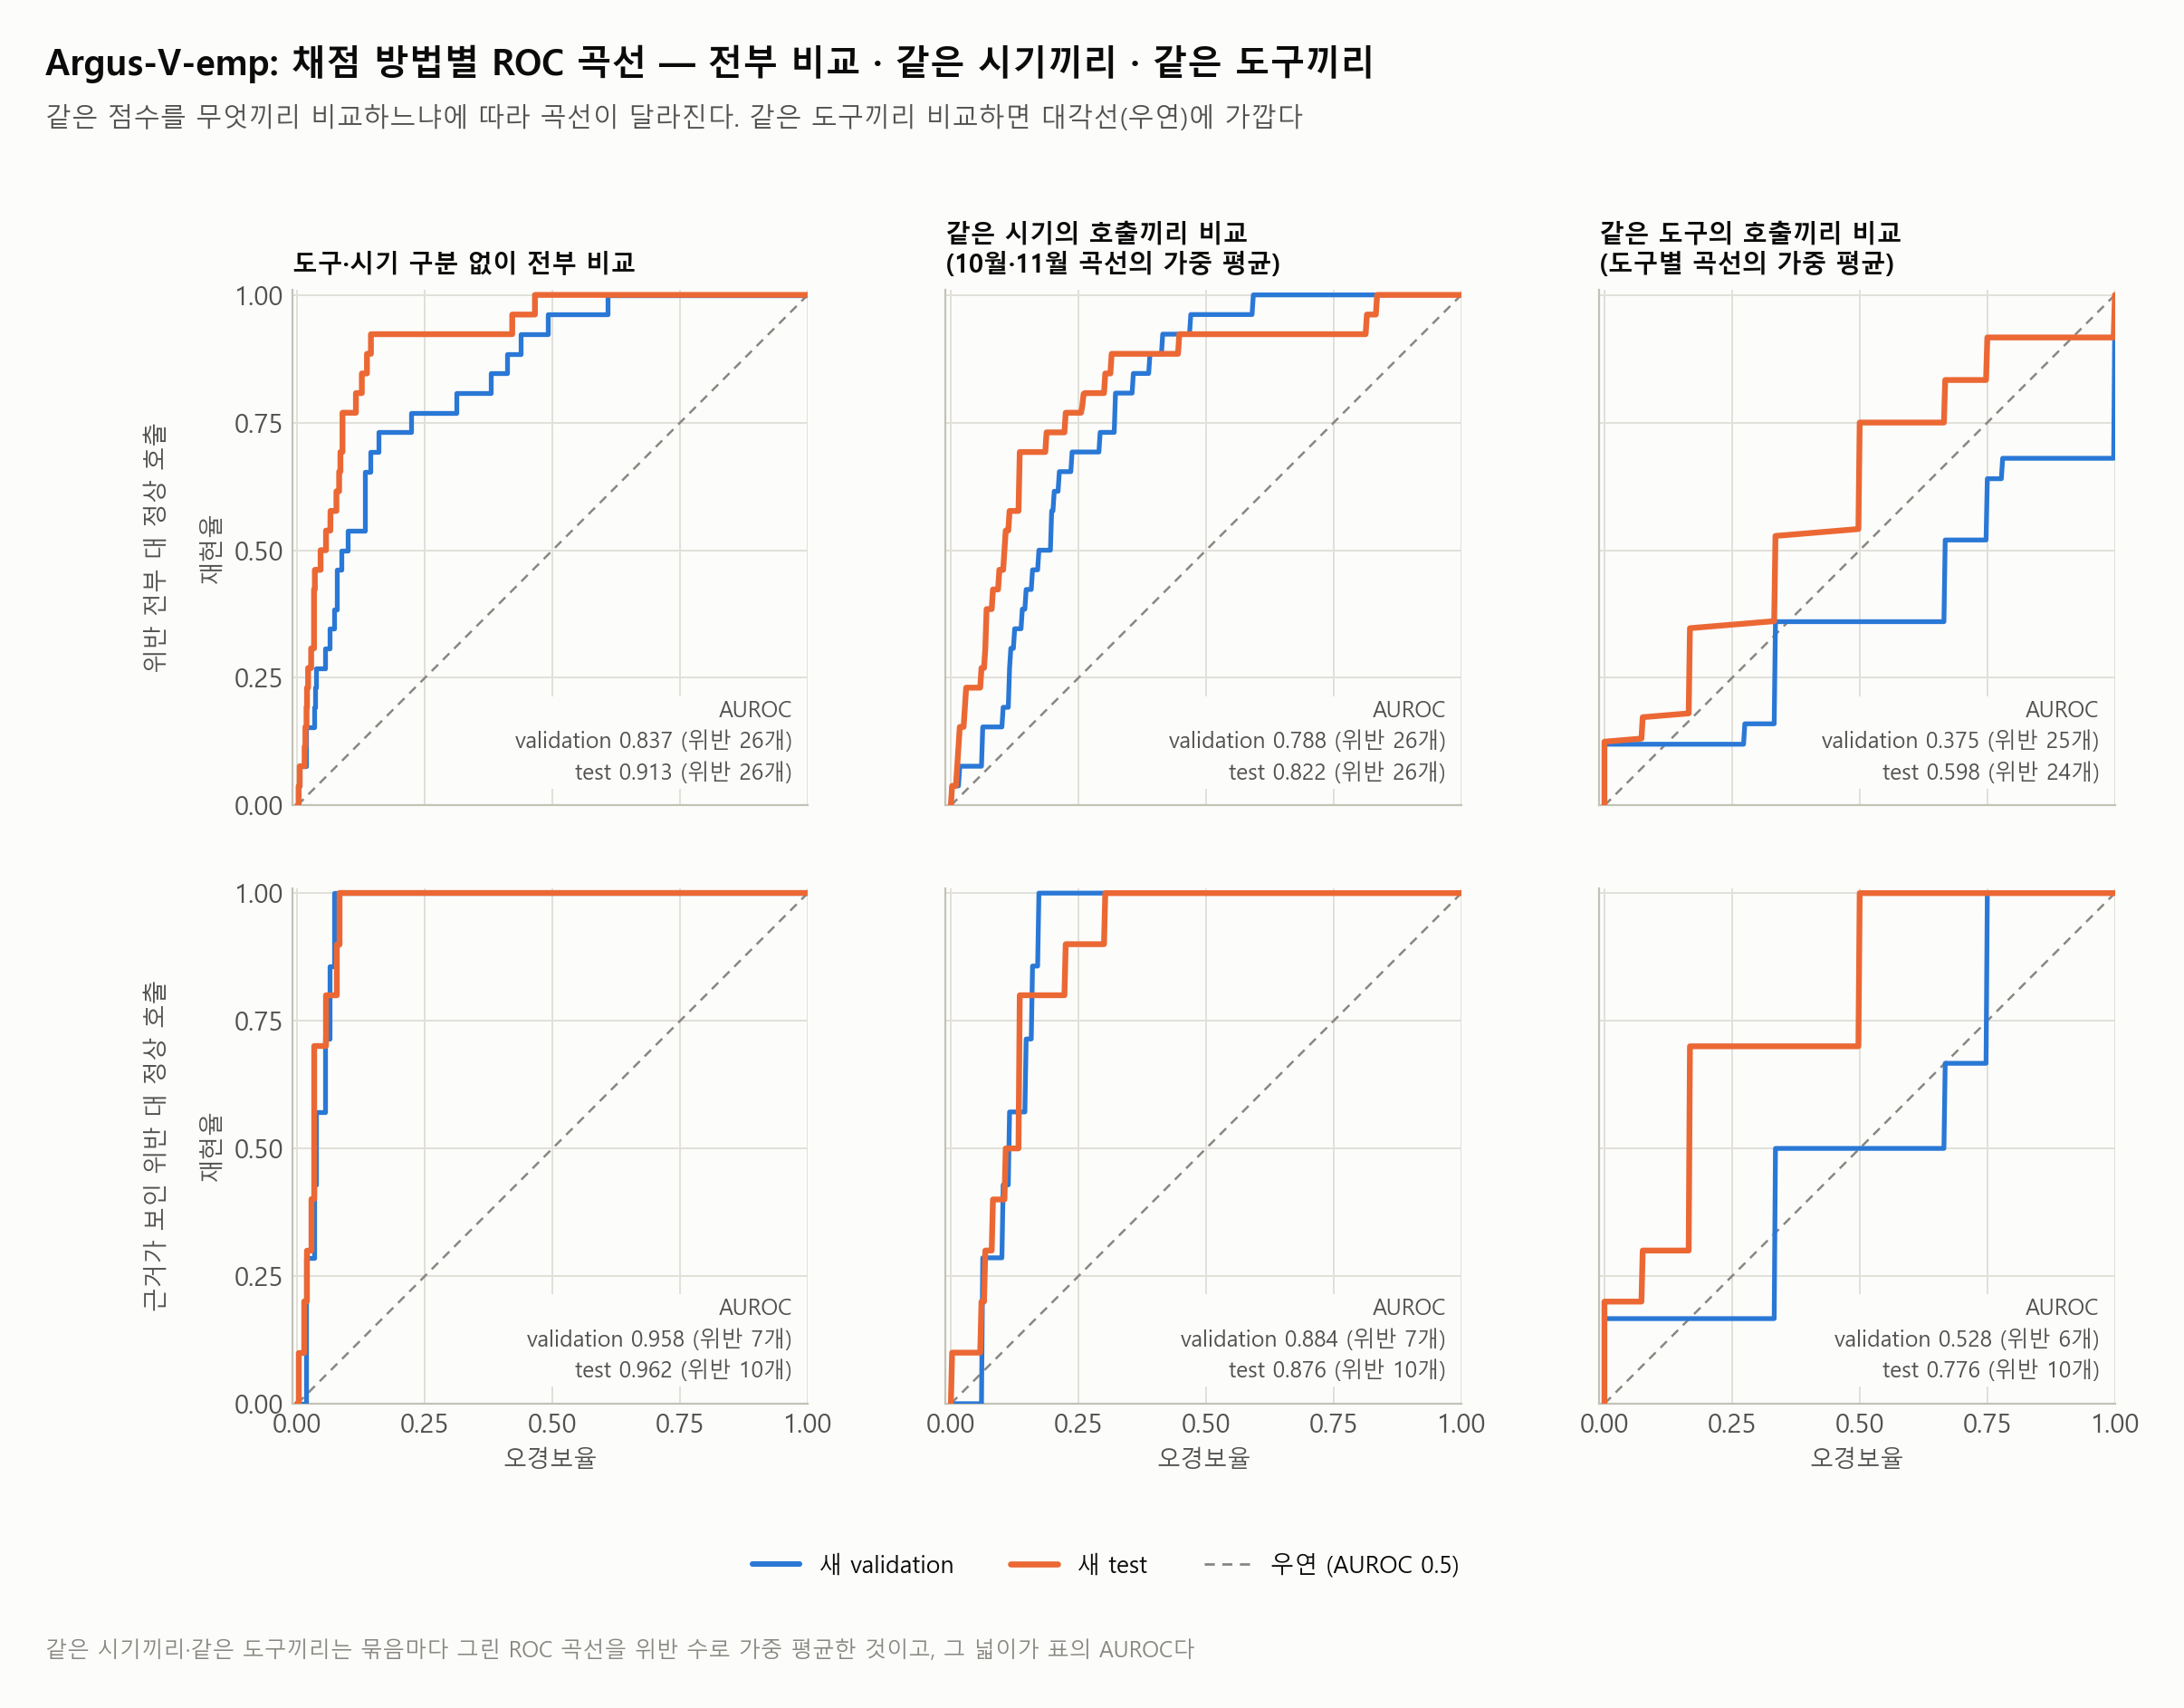 Argus-V-emp: 채점 방법별 ROC 곡선 — 전부 비교 · 같은 시기끼리 · 같은 도구끼리
같은 점수를 무엇끼리 비교하느냐에 따라 곡선이 달라진다. 같은 도구끼리 비교하면 대각선(우연)에 가깝다
도구·시기 구분 없이 전부 비교
같은 시기의 호출끼리 비교
(10월·11월 곡선의 가중 평균)
같은 도구의 호출끼리 비교
(도구별 곡선의 가중 평균)
위반 전부 대 정상 호출
재현율
1.00
0.75
0.50
0.25
0.00
AUROC
validation 0.837 (위반 26개)
test 0.913 (위반 26개)
AUROC
validation 0.788 (위반 26개)
test 0.822 (위반 26개)
AUROC
validation 0.375 (위반 25개)
test 0.598 (위반 24개)
근거가 보인 위반 대 정상 호출
재현율
1.00
0.75
0.50
0.25
0.00
AUROC
validation 0.958 (위반 7개)
test 0.962 (위반 10개)
AUROC
validation 0.884 (위반 7개)
test 0.876 (위반 10개)
AUROC
validation 0.528 (위반 6개)
test 0.776 (위반 10개)
0.00 0.25 0.50 0.75 1.00
오경보율
0.00 0.25 0.50 0.75 1.00
오경보율
0.00 0.25 0.50 0.75 1.00
오경보율
새 validation 새 test 우연 (AUROC 0.5)
같은 시기끼리·같은 도구끼리는 묶음마다 그린 ROC 곡선을 위반 수로 가중 평균한 것이고, 그 넓이가 표의 AUROC다